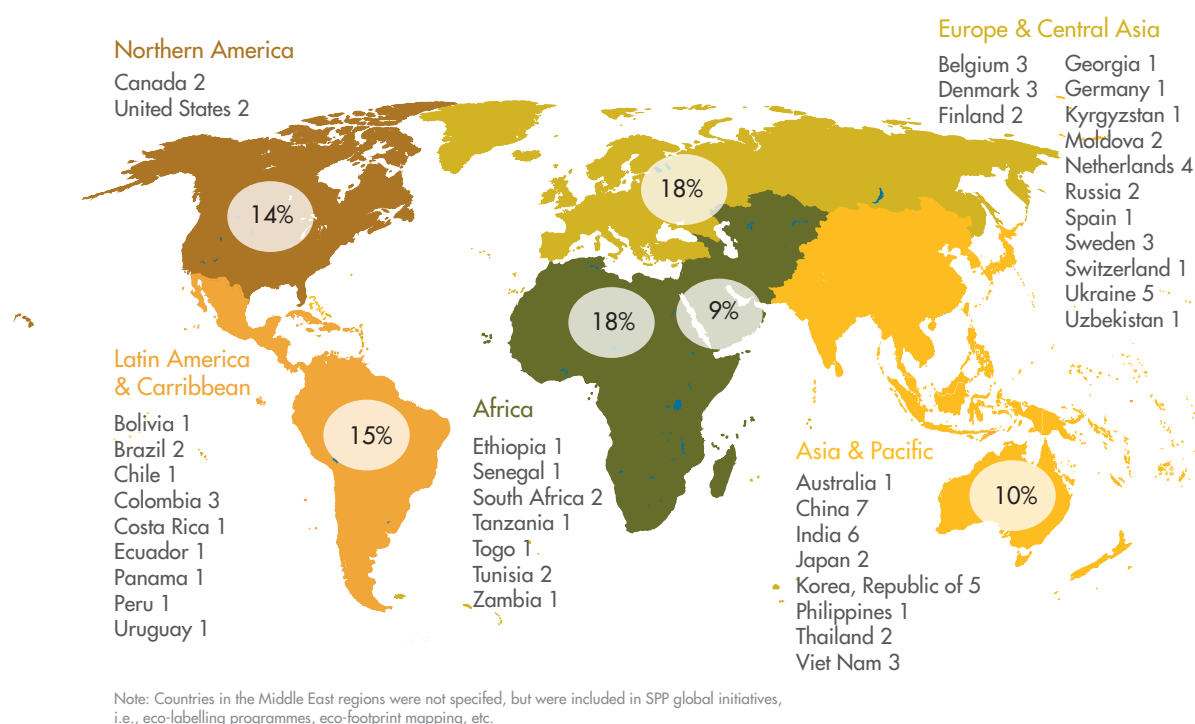 Northern America
Canada 2
United States 2
14%
Latin America
& Carribbean
Bolivia 1
Brazil 2
Chile 1
Colombia 3
Costa Rica 1
Ecuador 1
Panama 1
Peru 1
Uruguay 1
15%
Africa
Ethiopia 1
Senegal 1
South Africa 2
Tanzania 1
Togo 1
Tunisia 2
Zambia 1
18%
9%
Europe & Central Asia
Belgium 3
Denmark 3
Finland 2
Georgia 1
Germany 1
Kyrgyzstan 1
Moldova 2
Netherlands 4
Russia 2
Spain 1
Sweden 3
Switzerland 1
Ukraine 5
Uzbekistan 1
18%
Asia & Pacific
Australia 1
China 7
India 6
Japan 2
Korea, Republic of 5
Philippines 1
Thailand 2
Viet Nam 3
10%
Note: Countries in the Middle East regions were not specifed, but were included in SPP global initiatives,
i.e., eco-labelling programmes, eco-footprint mapping, etc.